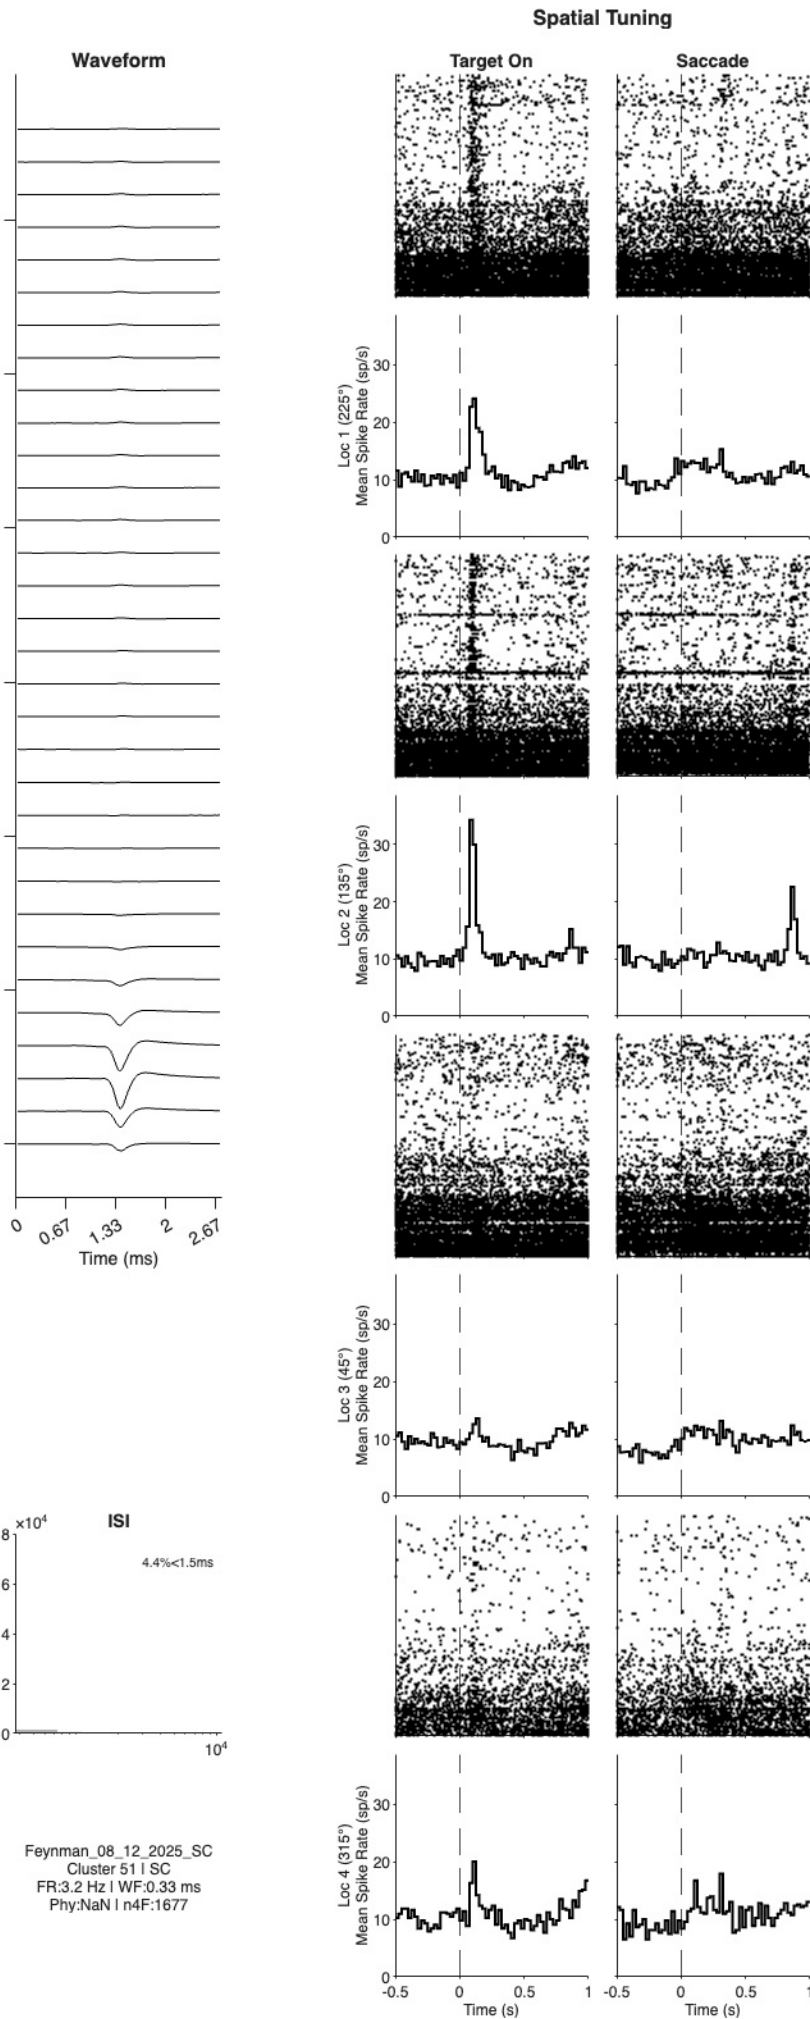 Spatial Tuning
Waveform
Target On
Saccade
Loc 1 (225°)
Mean Spike Rate (sp/s)
30
20
10
0
Loc 2 (135°)
Mean Spike Rate (sp/s)
30
20
10
0
0
0.67
1.33
2
2.67
Time (ms)
Loc 3 (45°)
Mean Spike Rate (sp/s)
30
20
10
0
×10⁴
ISI
8
6
4
2
0
4.4%<1.5ms
10⁴
Loc 4 (315°)
Mean Spike Rate (sp/s)
30
20
10
0
-0.5
0
0.5
1
Time (s)
-0.5
0
0.5
1
Time (s)
Feynman_08_12_2025_SC
Cluster 51 | SC
FR:3.2 Hz | WF:0.33 ms
Phy:NaN | n4F:1677